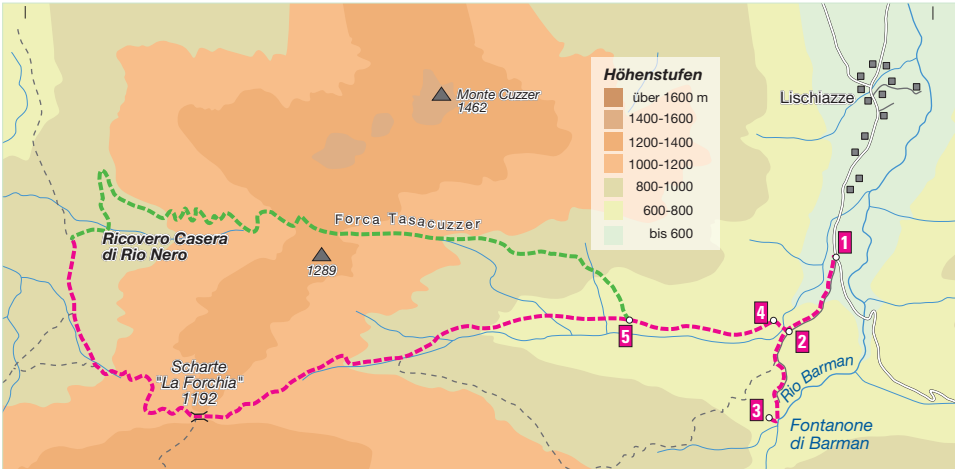 Höhenstufen
über 1600 m
1400-1600
1200-1400
1000-1200
800-1000
600-800
bis 600
Monte Cuzzer
1462
Lischiazze
Forca Tasacuzzer
Ricovero Casera
di Rio Nero
1289
1
4
2
5
Scharte
"La Forchia"
1192
Rio Barman
3
Fontanone
di Barman